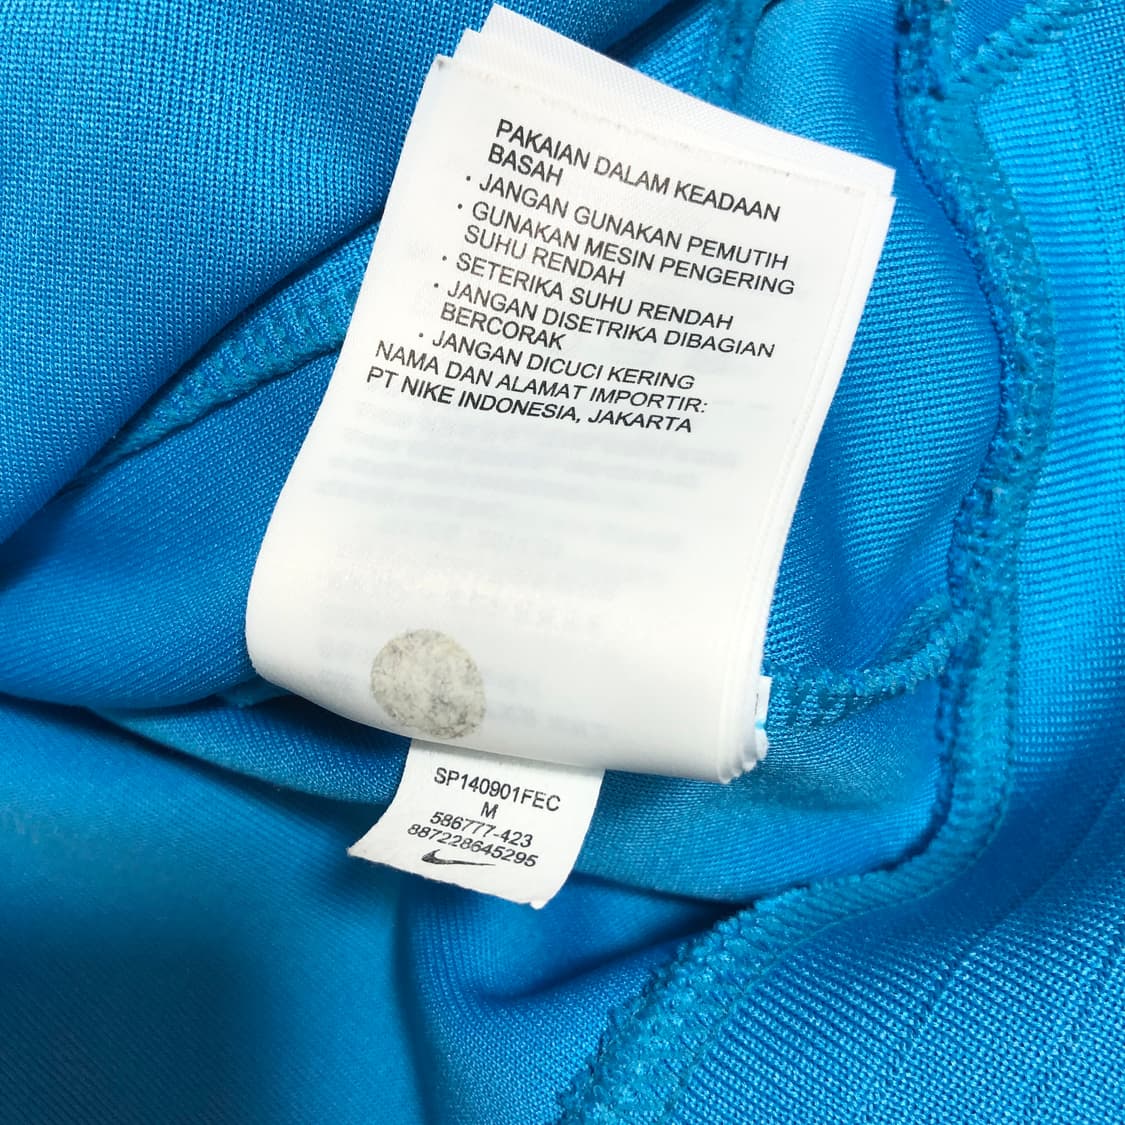 PAKAIAN DALAM KEADAAN
BASAH
· JANGAN GUNAKAN PEMUTIH
· GUNAKAN MESIN PENGERING
SUHU RENDAH
· SETERIKA SUHU RENDAH
· JANGAN DISETRIKA DIBAGIAN
BERCORAK
· JANGAN DICUCI KERING
NAMA DAN ALAMAT IMPORTIR:
PT NIKE INDONESIA, JAKARTA
SP140901FEC
M
586777-423
887228645295